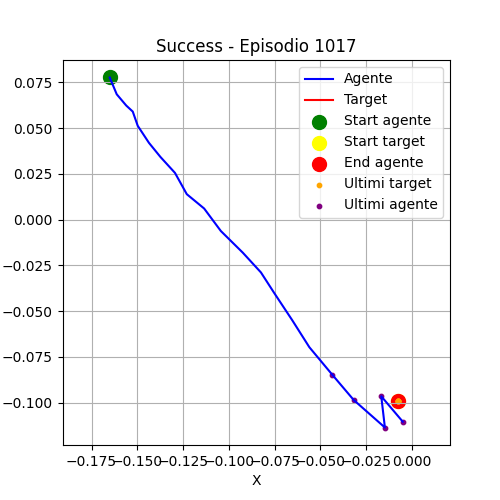 Success - Episodio 1017
Agente
Target
Start agente
Start target
End agente
Ultimi target
Ultimi agente
0.075
0.050
0.025
0.000
−0.025
−0.050
−0.075
−0.100
−0.175 −0.150 −0.125 −0.100 −0.075 −0.050 −0.025 0.000
X